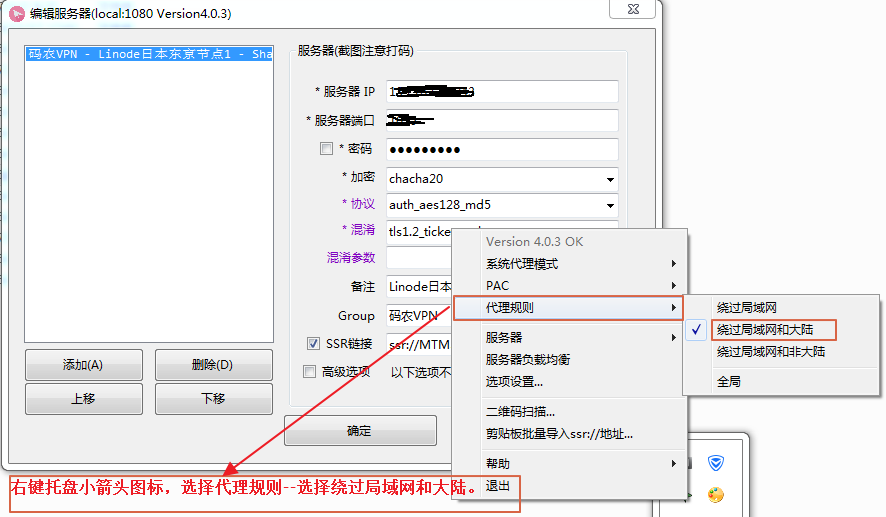 编辑服务器(local:1080 Version4.0.3)
码农VPN - Linode日本东京节点1 - Sha
服务器(截图注意打码)
* 服务器 IP
* 服务器端口
* 密码 ●●●●●●●●●
* 加密 chacha20
* 协议 auth_aes128_md5
* 混淆
混淆参数
备注 Linode日本
Group 码农VPN
SSR链接 ssr://MTM
高级选项 以下选项不
添加(A)
删除(D)
上移
下移
确定
Version 4.0.3 OK
系统代理模式
PAC
代理规则
服务器
服务器负载均衡
选项设置...
二维码扫描...
剪贴板批量导入ssr://地址...
帮助
退出
绕过局域网
绕过局域网和大陆
绕过局域网和非大陆
全局
右键托盘小箭头图标，选择代理规则--选择绕过局域网和大陆。